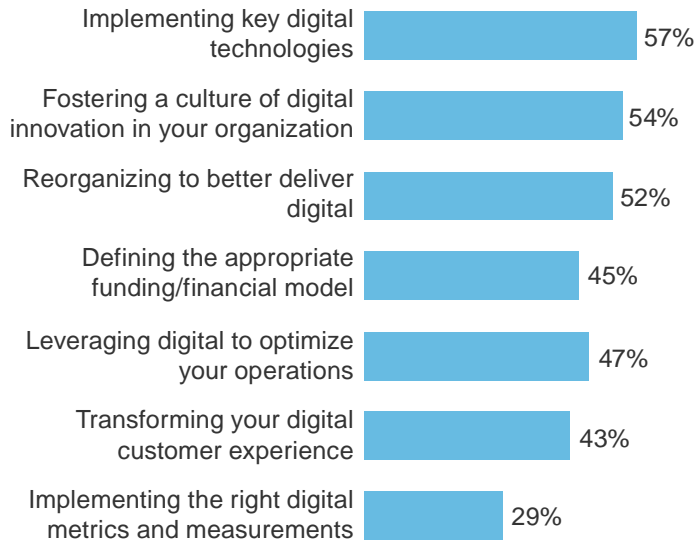 Implementing key digital
technologies
57%
Fostering a culture of digital
innovation in your organization
54%
Reorganizing to better deliver
digital
52%
Defining the appropriate
funding/financial model
45%
Leveraging digital to optimize
your operations
47%
Transforming your digital
customer experience
43%
Implementing the right digital
metrics and measurements
29%